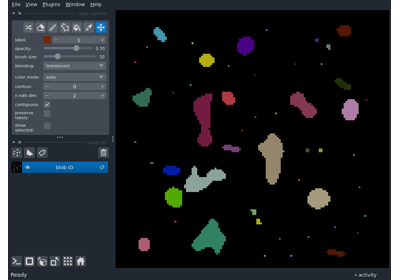 File View Plugins Window Help
label: 1
opacity: 0.70
brush size: 10
blending: translucent
color mode: auto
contour: 0
n edit dim: 2
contiguous:
preserve labels:
show selected:
blob ID
Ready
activity